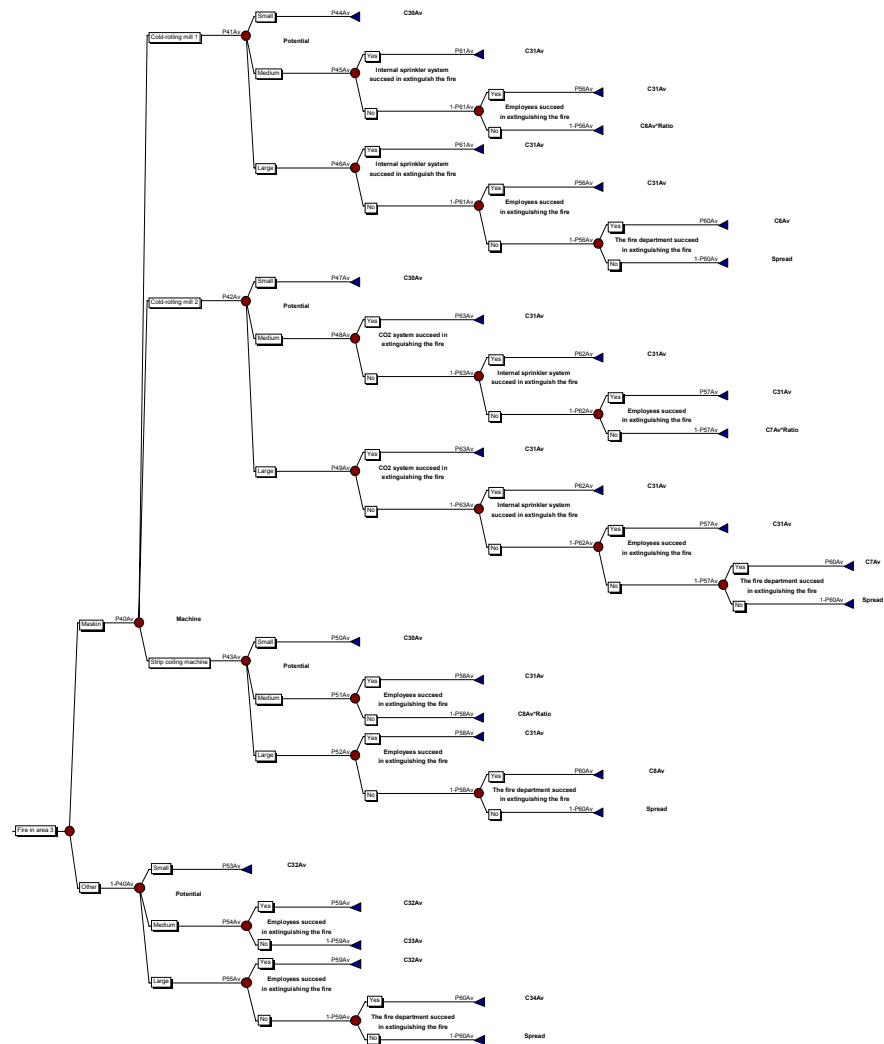 Small P44Av C30Av
Cold-rolling mill 1 P41Av
Potential
Yes P61Av C31Av
Medium P45Av Internal sprinkler system
succeed in extinguish the fire
Yes P56Av C31Av
No 1-P61Av Employees succeed
in extinguishing the fire
No 1-P56Av C6Av*Ratio
Yes P61Av C31Av
Large P46Av Internal sprinkler system
succeed in extinguish the fire
Yes P56Av C31Av
No 1-P61Av Employees succeed
in extinguishing the fire
Yes P60Av C6Av
No 1-P56Av The fire department succeed
in extinguishing the fire
No 1-P60Av Spread
Small P47Av C30Av
Cold-rolling mill 2 P42Av
Potential
Yes P63Av C31Av
Medium P48Av CO2 system succeed in
extinguishing the fire
Yes P62Av C31Av
No 1-P63Av Internal sprinkler system
succeed in extinguish the fire
Yes P57Av C31Av
No 1-P62Av Employees succeed
in extinguishing the fire
No 1-P57Av C7Av*Ratio
Yes P63Av C31Av
Large P49Av CO2 system succeed in
extinguishing the fire
Yes P62Av C31Av
No 1-P63Av Internal sprinkler system
succeed in extinguish the fire
Yes P57Av C31Av
No 1-P62Av Employees succeed
in extinguishing the fire
Yes P60Av C7Av
No 1-P57Av The fire department succeed
in extinguishing the fire
No 1-P60Av Spread
Maskin P40Av Machine
Small P50Av C30Av
Strip coiling machine P43Av
Potential
Yes P58Av C31Av
Medium P51Av Employees succeed
in extinguishing the fire
No 1-P58Av C8Av*Ratio
Yes P58Av C31Av
Large P52Av Employees succeed
in extinguishing the fire
Yes P60Av C8Av
No 1-P58Av The fire department succeed
in extinguishing the fire
No 1-P60Av Spread
Fire in area 3
Small P53Av C32Av
Other 1-P40Av
Potential
Yes P59Av C32Av
Medium P54Av Employees succeed
in extinguishing the fire
No 1-P59Av C33Av
Yes P59Av C32Av
Large P55Av Employees succeed
in extinguishing the fire
Yes P60Av C34Av
No 1-P59Av The fire department succeed
in extinguishing the fire
No 1-P60Av Spread